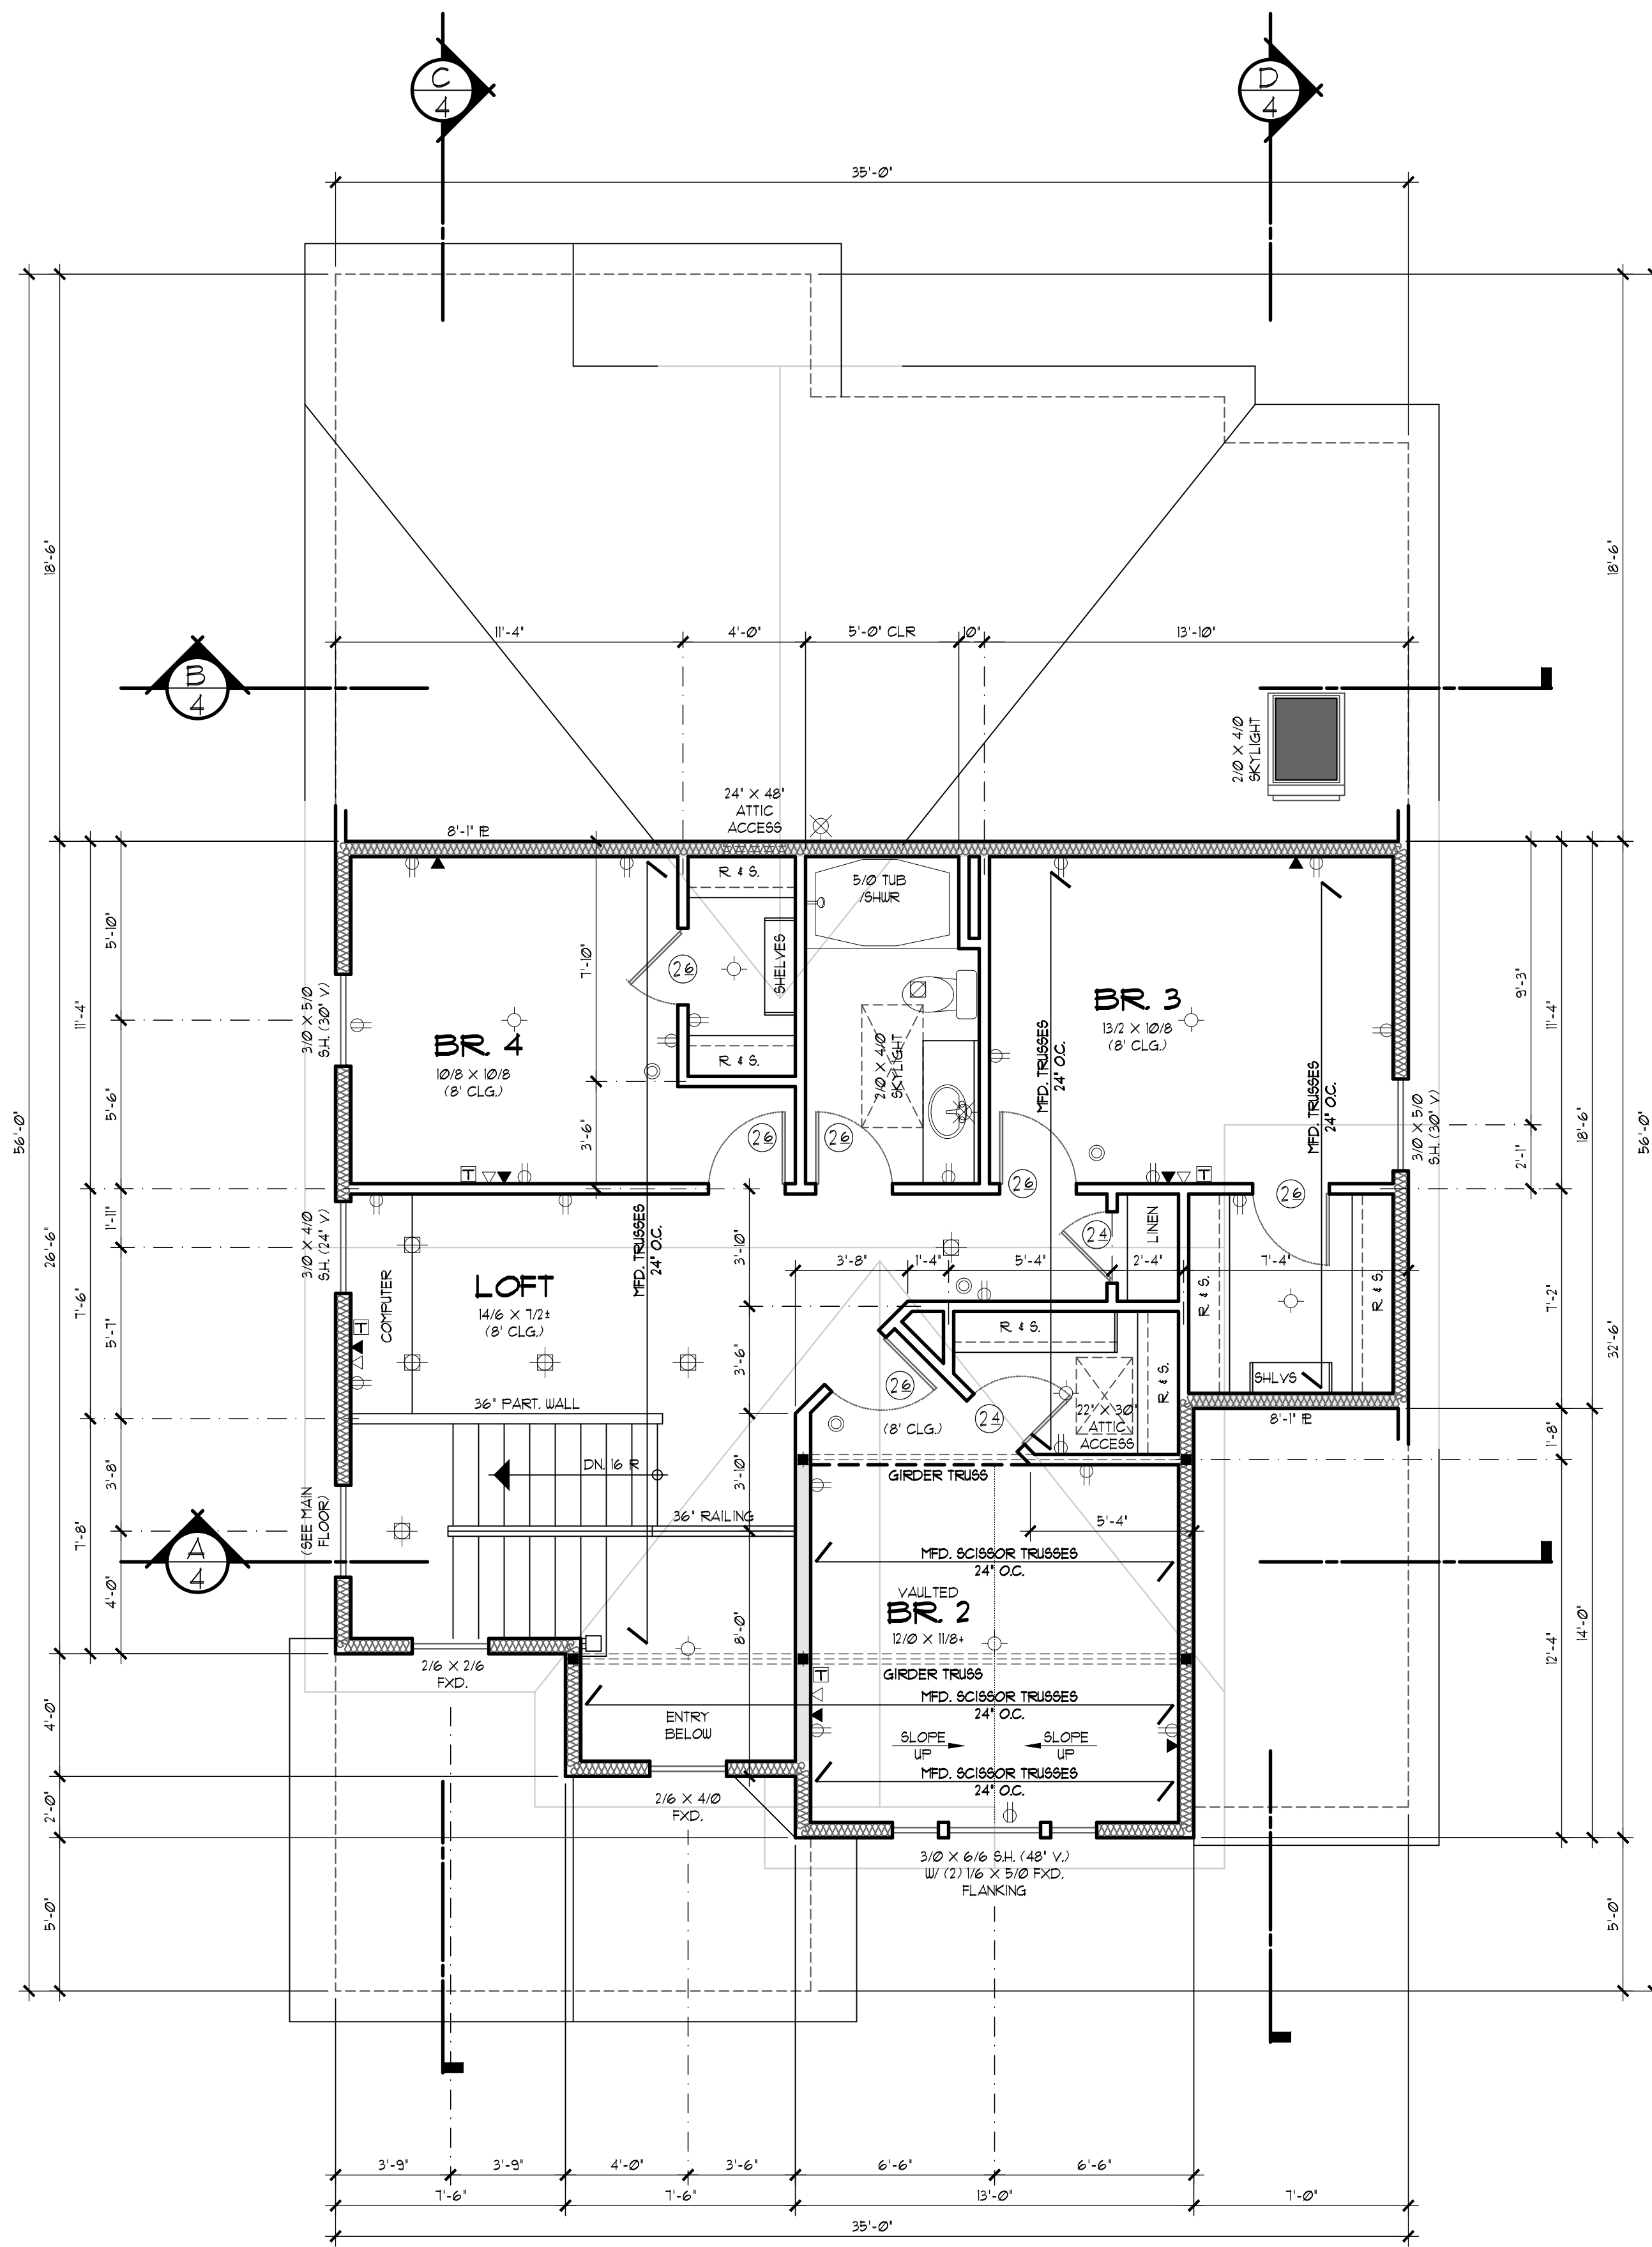 C
4
D
4
35'-0"
18'-6"
18'-6"
11'-4"
4'-0"
5'-0" CLR
10"
13'-10"
B
4
2/0 X 4/0
SKYLIGHT
24" X 48"
ATTIC
ACCESS
8'-1" PL
R & S.
5/0 TUB
/SHWR
SHELVES
26
R & S.
5'-10"
7'-10"
11'-4"
3/0 X 5/0
S.H. (30" V.)
BR. 4
10/8 X 10/8
(8' CLG.)
BR. 3
13/2 X 10/8
(8' CLG.)
2/0 X 4/0
SKYLIGHT
MFD. TRUSSES
24" O.C.
MFD. TRUSSES
24" O.C.
9'-3"
11'-4"
18'-6"
5'-6"
3'-6"
26
26
26
26
3/0 X 5/0
S.H. (30" V.)
2'-1"
56'-0"
56'-0"
26'-6"
1'-11"
3/0 X 4/0
S.H. (24" V.)
COMPUTER
LOFT
14/6 X 7/2±
(8' CLG.)
MFD. TRUSSES
24" O.C.
3'-10"
24
LINEN
3'-8"
1'-4"
5'-4"
2'-4"
7'-4"
R & S.
R & S.
R & S.
R & S.
SHLVS
7'-6"
5'-7"
3'-6"
7'-2"
32'-6"
26
24
22" X 30"
ATTIC
ACCESS
36" PART. WALL
(8' CLG.)
8'-1" PL
1'-8"
GIRDER TRUSS
DN. 16 R
3'-8"
3'-10"
36" RAILING
5'-4"
(SEE MAIN
FLOOR)
7'-8"
A
4
4'-0"
MFD. SCISSOR TRUSSES
24" O.C.
VAULTED
BR. 2
12/0 X 11/8+
8'-0"
12'-4"
14'-0"
2/6 X 2/6
FXD.
GIRDER TRUSS
MFD. SCISSOR TRUSSES
24" O.C.
ENTRY
BELOW
SLOPE
UP
SLOPE
UP
MFD. SCISSOR TRUSSES
24" O.C.
4'-0"
2'-0"
2/6 X 4/0
FXD.
3/0 X 6/6 S.H. (48" V.)
W/ (2) 1/6 X 5/0 FXD.
FLANKING
5'-0"
5'-0"
3'-9"
3'-9"
4'-0"
3'-6"
6'-6"
6'-6"
7'-6"
7'-6"
13'-0"
7'-0"
35'-0"
T
T
T
T